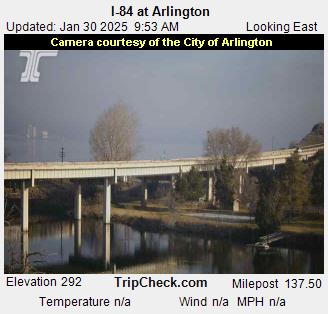 I-84 at Arlington
Updated: Jan 30 2025 9:53 AM Looking East
Camera courtesy of the City of Arlington
Elevation 292 TripCheck.com Milepost 137.50
Temperature n/a Wind n/a MPH n/a